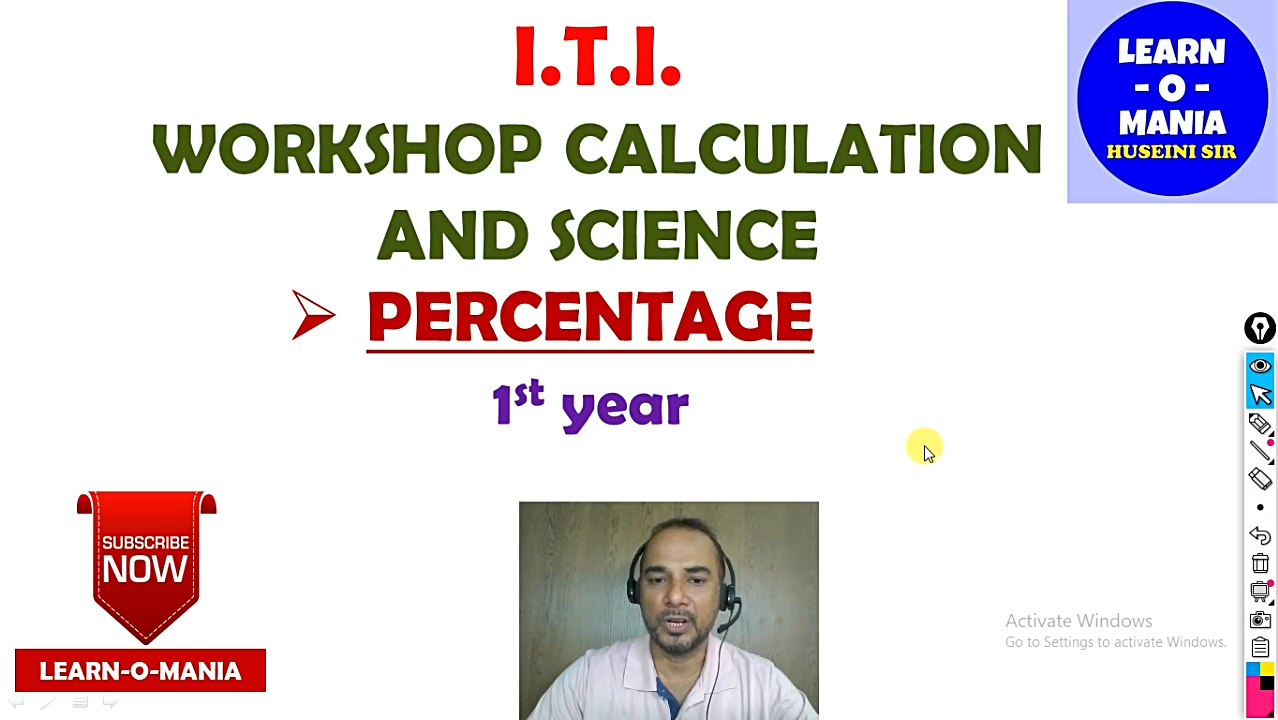 I.T.I.
WORKSHOP CALCULATION
AND SCIENCE
PERCENTAGE
1st year
LEARN
- O -
MANIA
HUSEINI SIR
SUBSCRIBE
NOW
LEARN-O-MANIA
Activate Windows
Go to Settings to activate Windows.